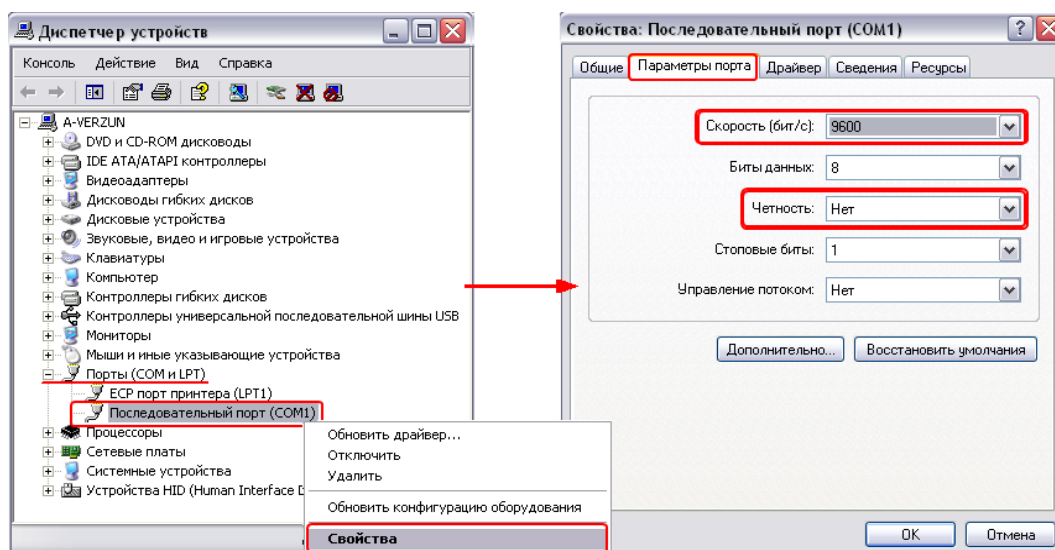 Диспетчер устройств
Консоль Действие Вид Справка
A-VERZUN
DVD и CD-ROM дисководы
IDE ATA/ATAPI контроллеры
Видеоадаптеры
Дисководы гибких дисков
Дисковые устройства
Звуковые, видео и игровые устройства
Клавиатуры
Компьютер
Контроллеры гибких дисков
Контроллеры универсальной последовательной шины USB
Мониторы
Мыши и иные указывающие устройства
Порты (COM и LPT)
ECP порт принтера (LPT1)
Последовательный порт (COM1)
Процессоры
Сетевые платы
Системные устройства
Устройства HID (Human Interface
Обновить драйвер...
Отключить
Удалить
Обновить конфигурацию оборудования
Свойства
Свойства: Последовательный порт (COM1)
Общие Параметры порта Драйвер Сведения Ресурсы
Скорость (бит/с): 9600
Биты данных: 8
Четность: Нет
Стоповые биты: 1
Управление потоком: Нет
Дополнительно... Восстановить умолчания
OK Отмена